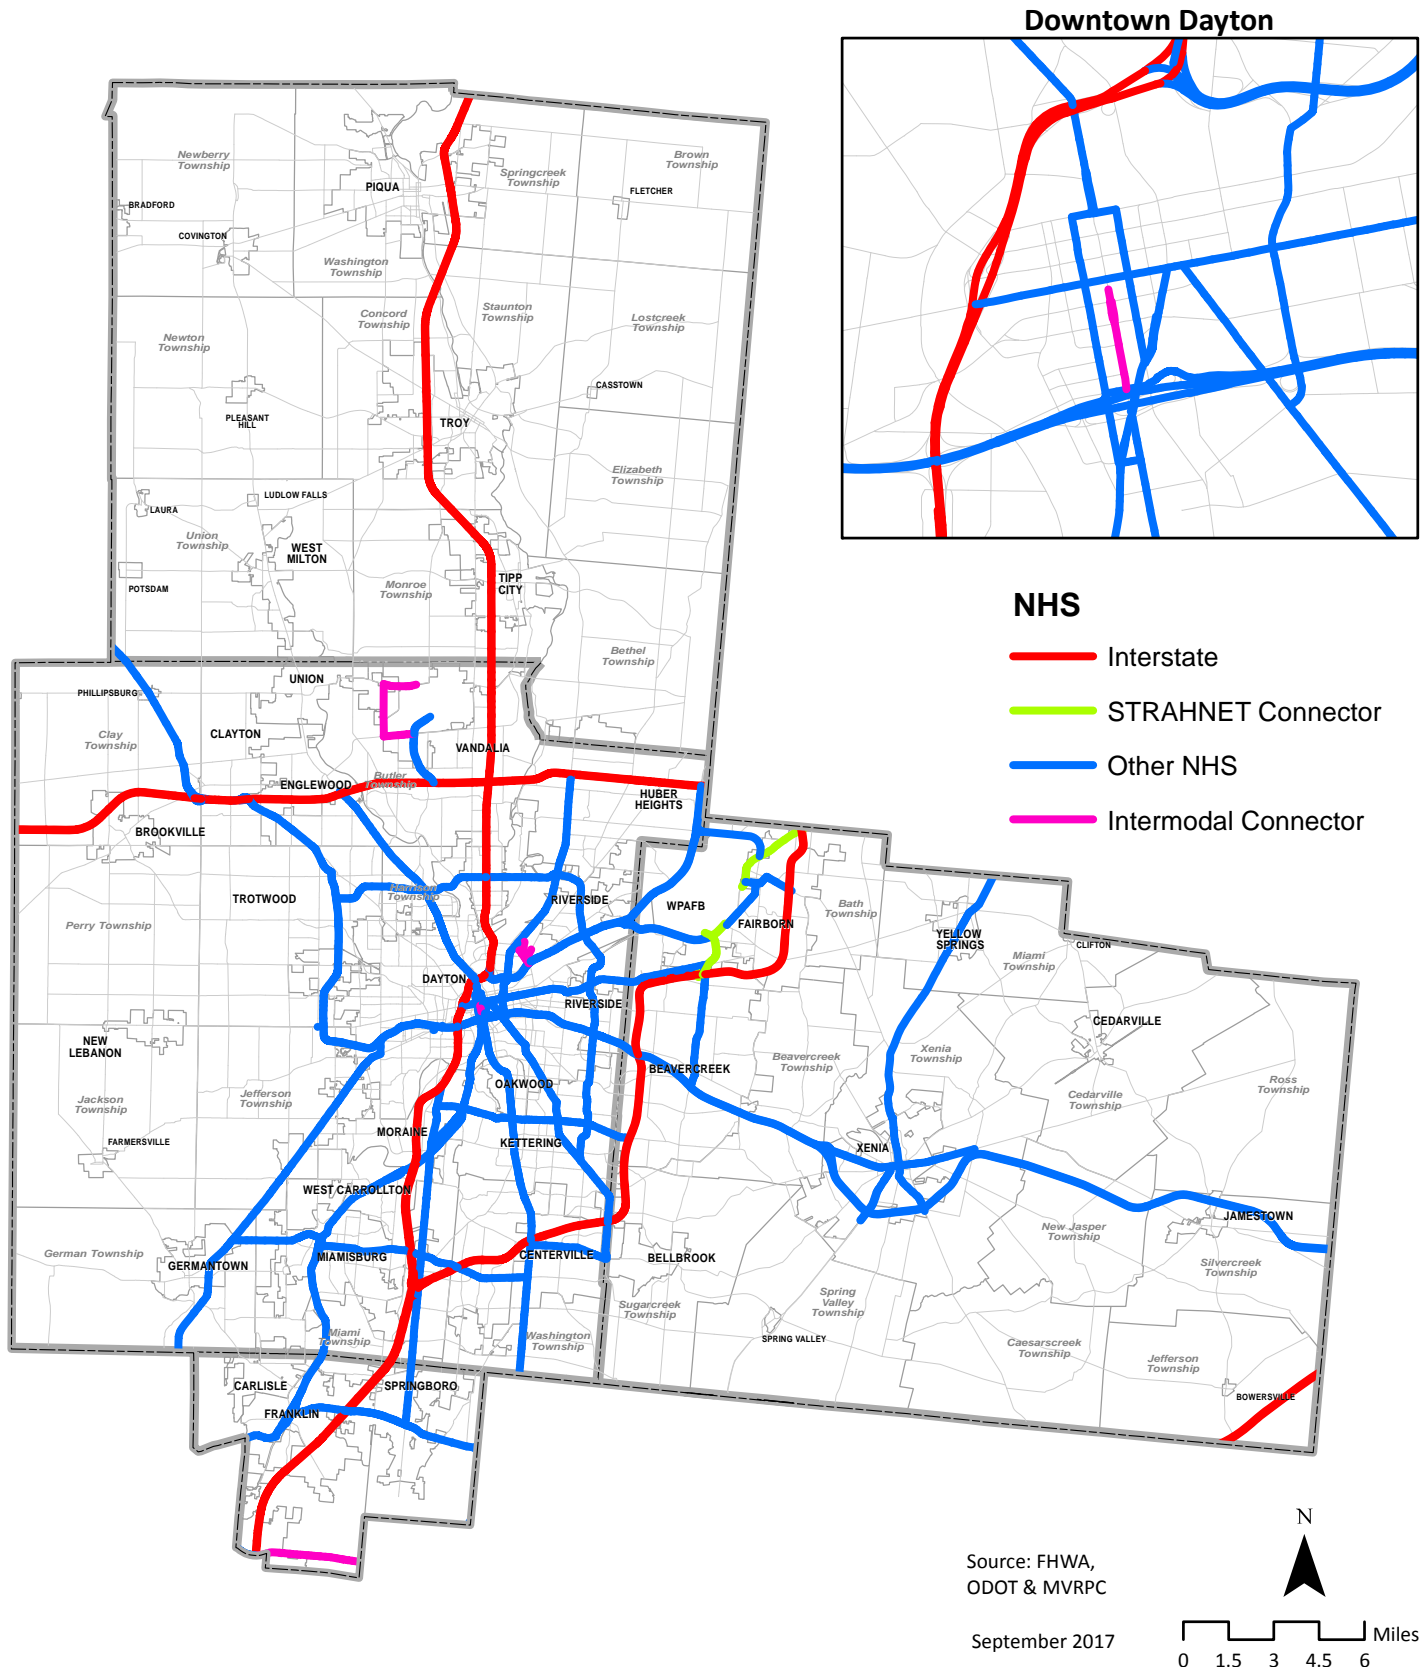 Downtown Dayton
Newberry
Township
PIQUA
Springcreek
Township
Brown
Township
FLETCHER
BRADFORD
COVINGTON
Washington
Township
Concord
Township
Staunton
Township
Lostcreek
Township
Newton
Township
PLEASANT
HILL
CASSTOWN
TROY
Elizabeth
Township
LUDLOW FALLS
LAURA
Union
Township
WEST
MILTON
POTSDAM
Monroe
Township
TIPP
CITY
Bethel
Township
NHS
Interstate
STRAHNET Connector
Other NHS
Intermodal Connector
UNION
PHILLIPSBURG
Clay
Township
CLAYTON
VANDALIA
ENGLEWOOD
Butler
Township
HUBER
HEIGHTS
BROOKVILLE
TROTWOOD
Harrison
Township
RIVERSIDE
WPAFB
FAIRBORN
Bath
Township
Perry Township
YELLOW
SPRINGS
Miami
Township
CLIFTON
DAYTON
RIVERSIDE
NEW
LEBANON
CEDARVILLE
Xenia
Township
Beavercreek
Township
BEAVERCREEK
OAKWOOD
Jefferson
Township
Jackson
Township
Cedarville
Township
Ross
Township
FARMERSVILLE
MORAINE
KETTERING
XENIA
WEST CARROLLTON
JAMESTOWN
New Jasper
Township
German Township
GERMANTOWN
MIAMISBURG
CENTERVILLE
BELLBROOK
Silvercreek
Township
Spring
Valley
Township
Sugarcreek
Township
SPRING VALLEY
Miami
Township
Washington
Township
Caesarscreek
Township
Jefferson
Township
CARLISLE
SPRINGBORO
FRANKLIN
BOWERSVILLE
N
Source: FHWA,
ODOT & MVRPC
September 2017
Miles
0 1.5 3 4.5 6